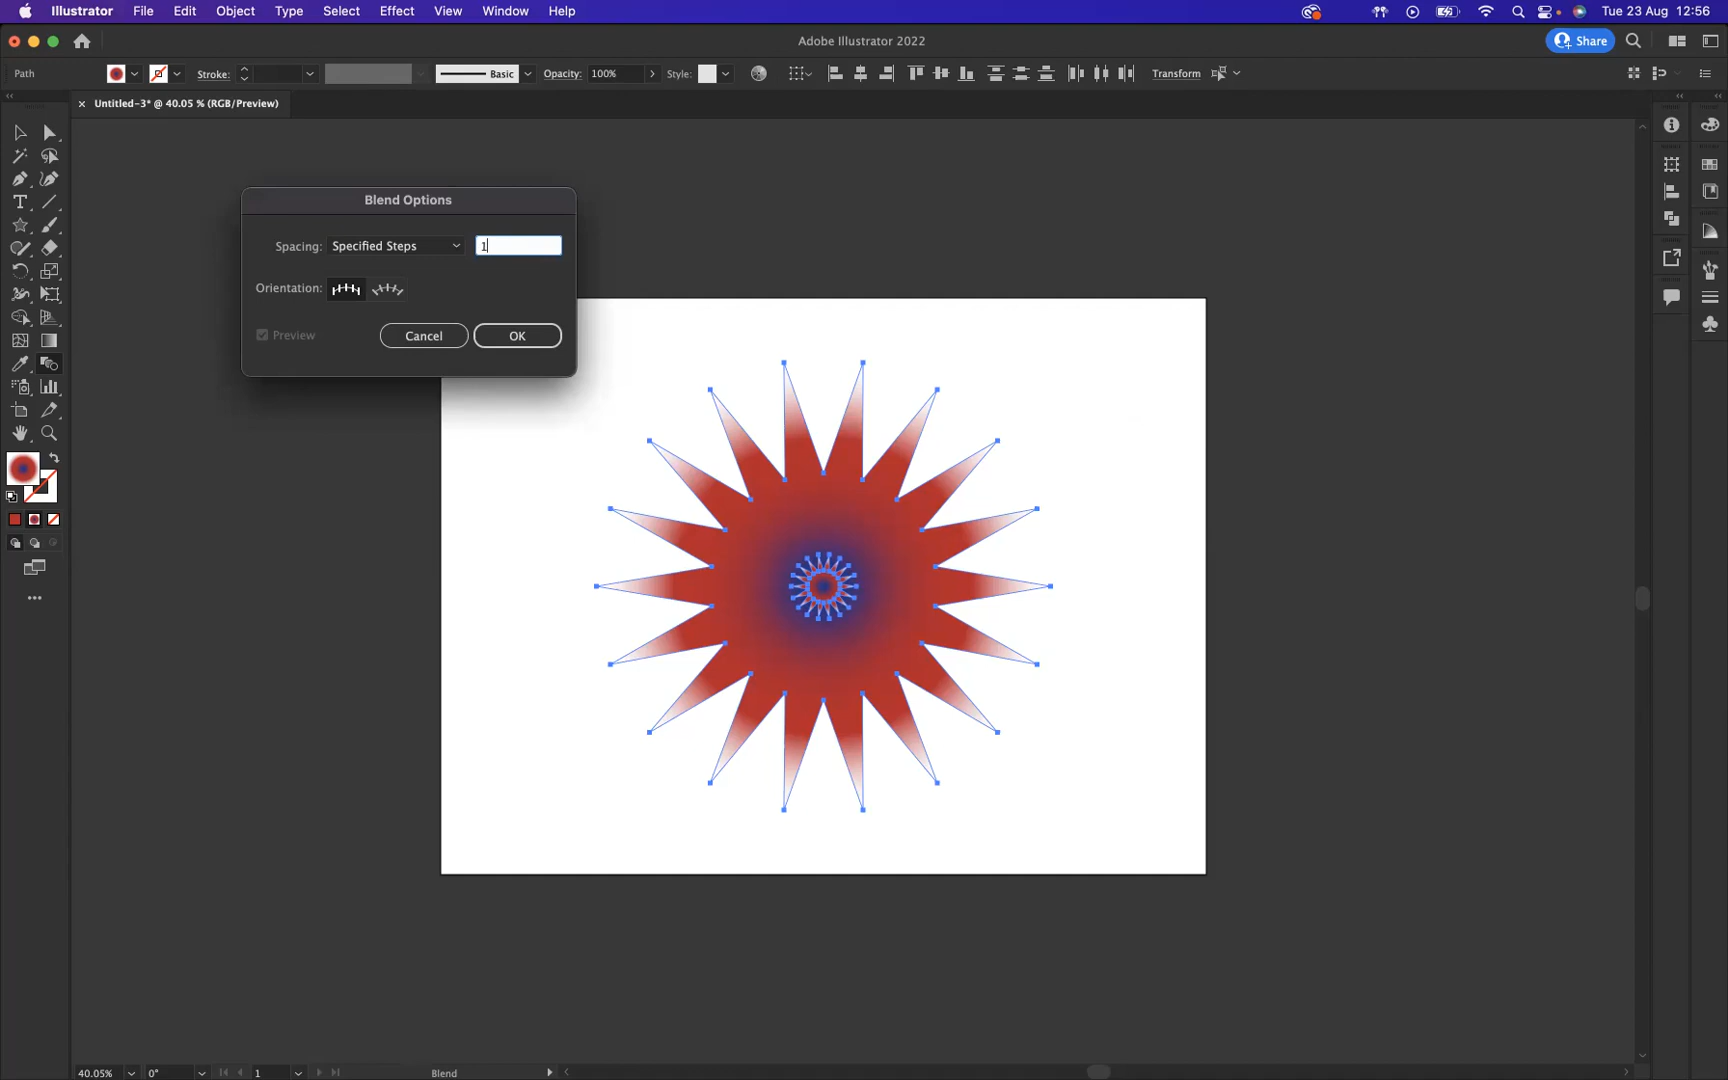 Illustrator File Edit Object Type Select Effect View Window Help Tue 23 Aug 12:56
Adobe Illustrator 2022 Share
Path Stroke: Basic Opacity: 100% Style: Transform
× Untitled-3* @ 40.05 % (RGB/Preview)
Blend Options
Spacing: Specified Steps 1
Orientation:
Preview Cancel OK
40.05% 0° 1 Blend